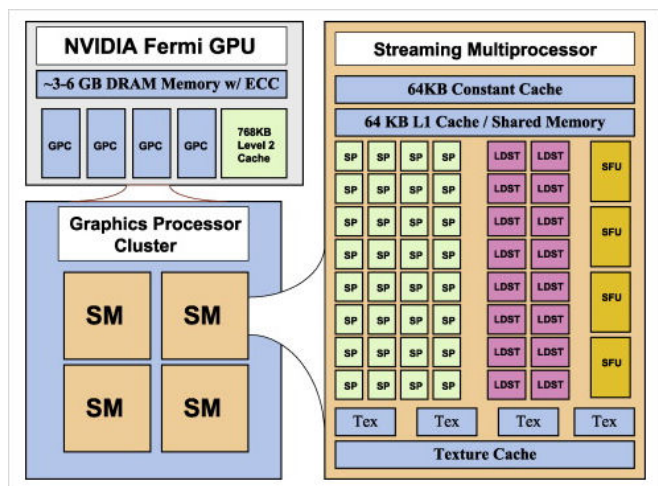 NVIDIA Fermi GPU
~3-6 GB DRAM Memory w/ ECC
GPC GPC GPC GPC
768KB
Level 2
Cache
Graphics Processor
Cluster
SM SM
SM SM
Streaming Multiprocessor
64KB Constant Cache
64 KB L1 Cache / Shared Memory
SP SP SP SP LDST LDST
SFU
SP SP SP SP LDST LDST
SP SP SP SP LDST LDST
SFU
SP SP SP SP LDST LDST
SP SP SP SP LDST LDST
SFU
SP SP SP SP LDST LDST
SP SP SP SP LDST LDST
SFU
SP SP SP SP LDST LDST
Tex Tex Tex Tex
Texture Cache